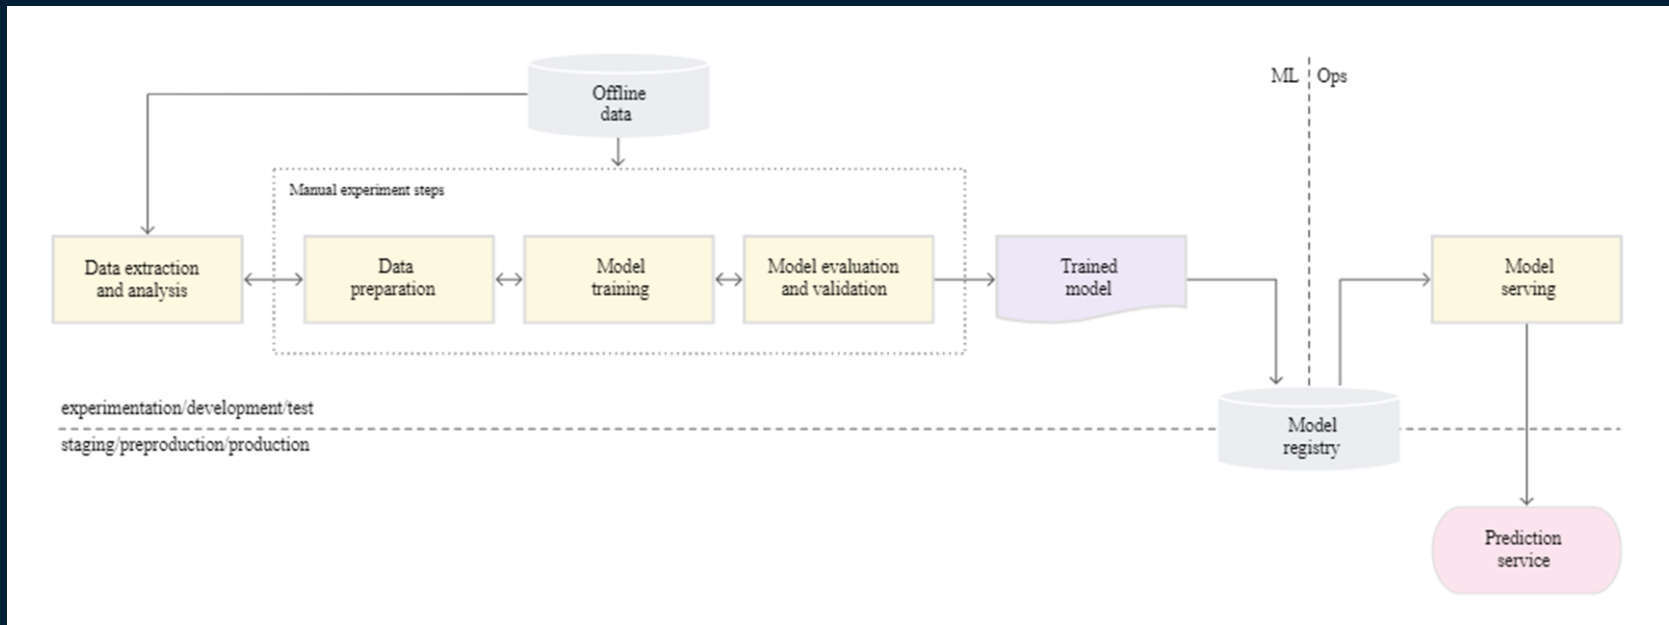 Offline
data
ML
Ops
Manual experiment steps
Data extraction
and analysis
Data
preparation
Model
training
Model evaluation
and validation
Trained
model
Model
serving
experimentation/development/test
staging/preproduction/production
Model
registry
Prediction
service